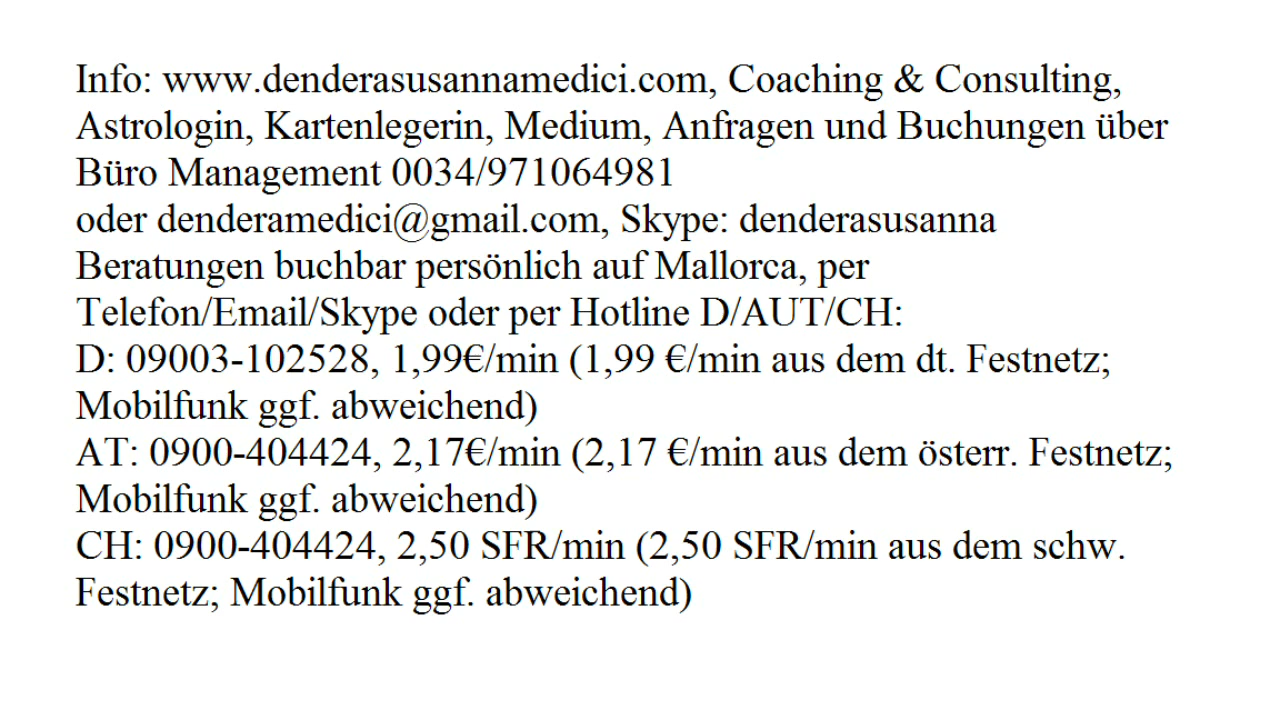 Info: www.denderasusannamedici.com, Coaching & Consulting,
Astrologin, Kartenlegerin, Medium, Anfragen und Buchungen über
Büro Management 0034/971064981
oder denderamedici@gmail.com, Skype: denderasusanna
Beratungen buchbar persönlich auf Mallorca, per
Telefon/Email/Skype oder per Hotline D/AUT/CH:
D: 09003-102528, 1,99€/min (1,99 €/min aus dem dt. Festnetz;
Mobilfunk ggf. abweichend)
AT: 0900-404424, 2,17€/min (2,17 €/min aus dem österr. Festnetz;
Mobilfunk ggf. abweichend)
CH: 0900-404424, 2,50 SFR/min (2,50 SFR/min aus dem schw.
Festnetz; Mobilfunk ggf. abweichend)